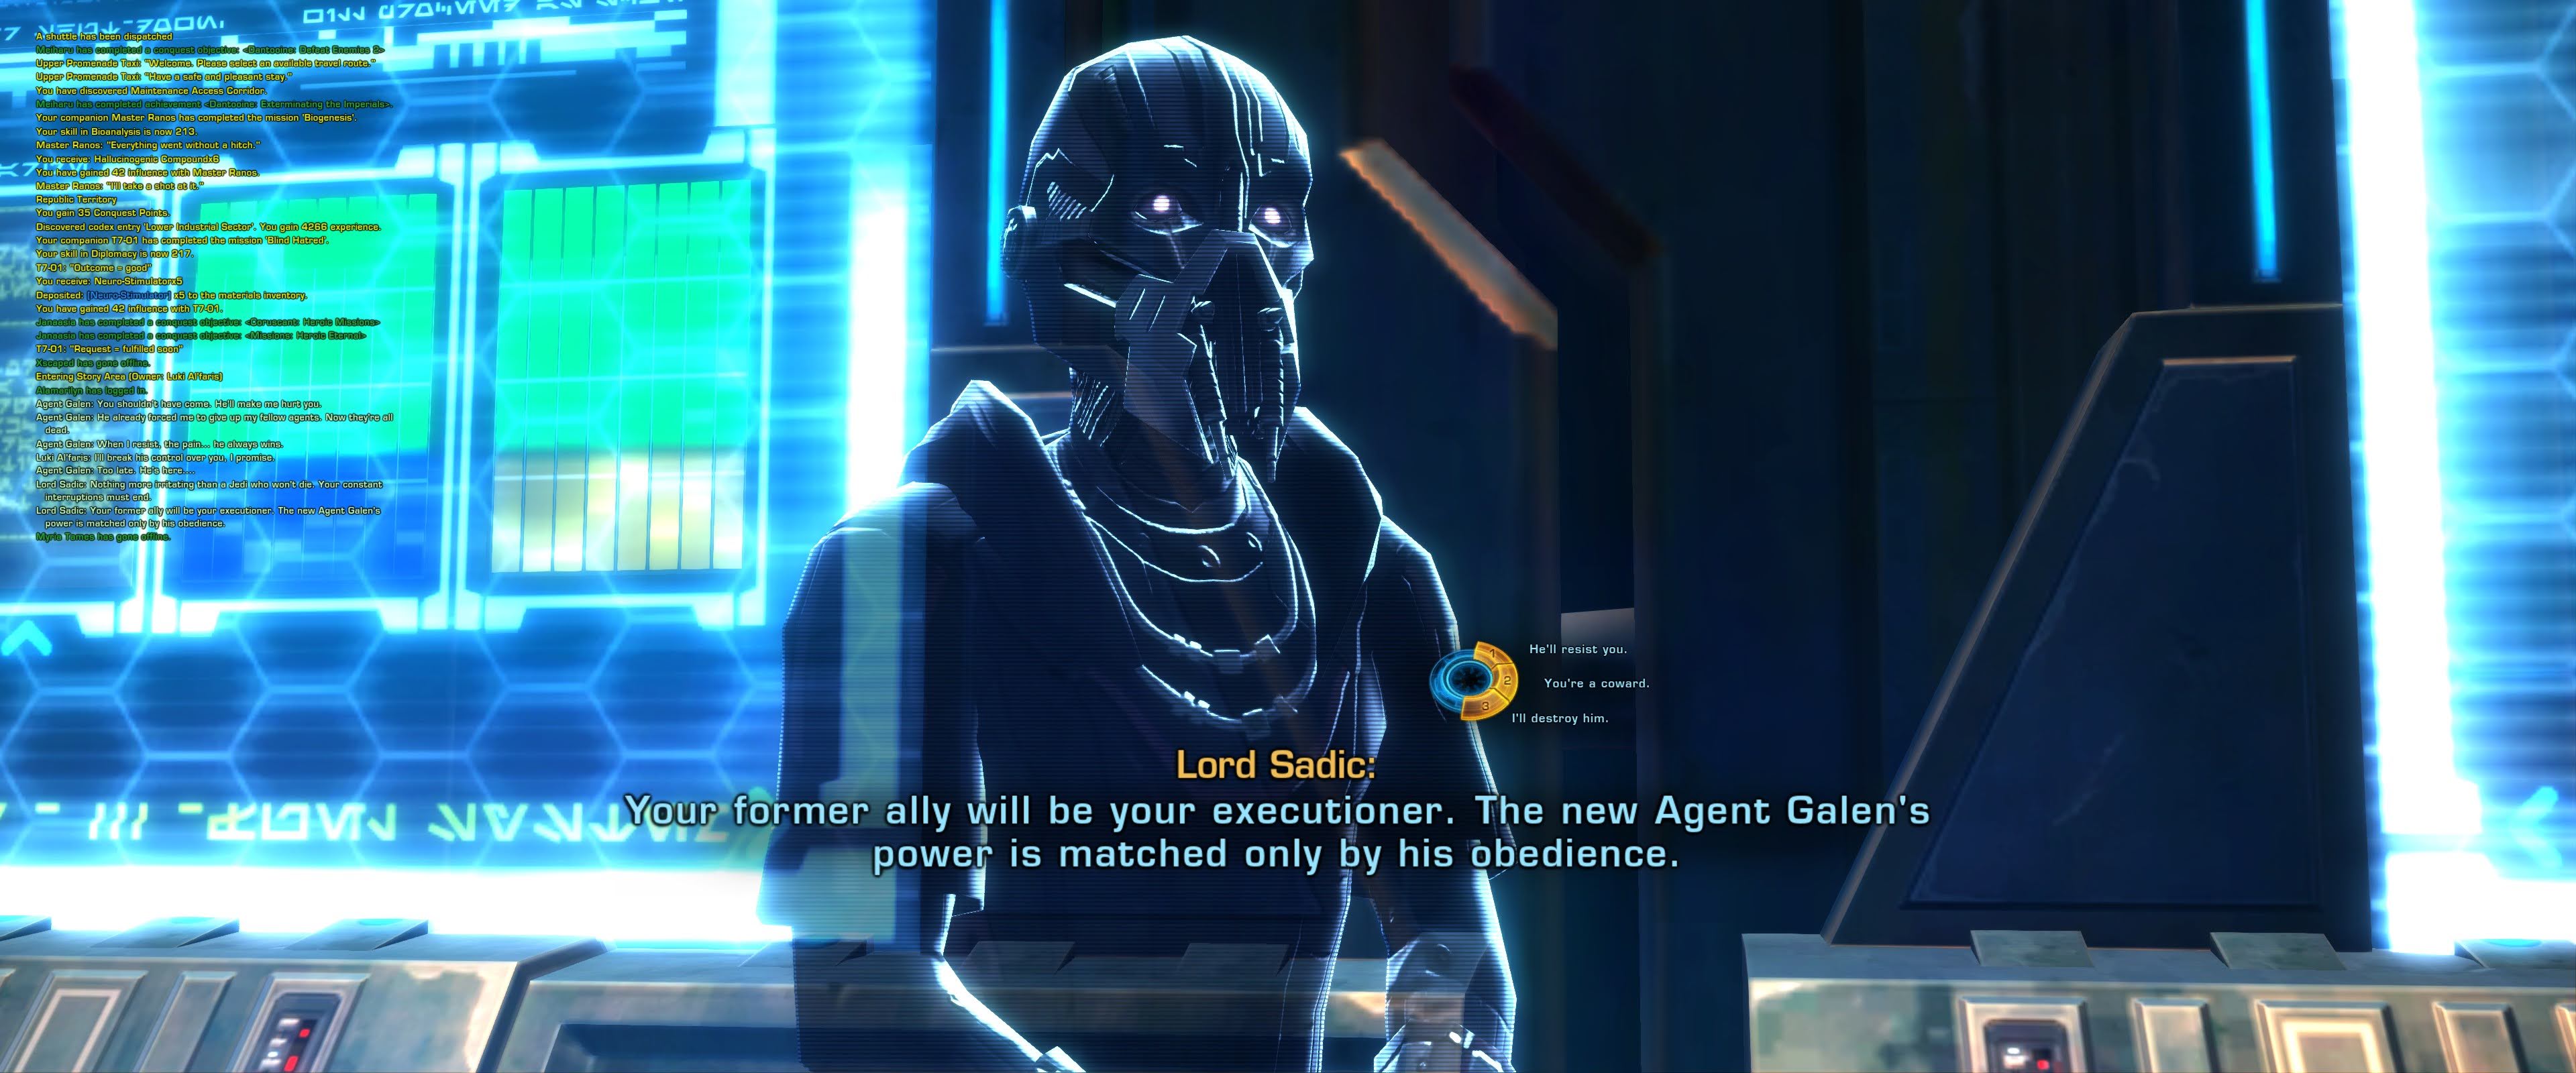 A shuttle has been dispatched
Meiharu has completed a conquest objective: <Dantooine: Defeat Enemies 2>
Upper Promenade Taxi: "Welcome. Please select an available travel route."
Upper Promenade Taxi: "Have a safe and pleasant stay."
You have discovered Maintenance Access Corridor.
Meiharu has completed achievement <Dantooine: Exterminating the Imperials>.
Your companion Master Ranos has completed the mission 'Biogenesis'.
Your skill in Bioanalysis is now 213.
Master Ranos: "Everything went without a hitch."
You receive: Hallucinogenic Compoundx6
You have gained 42 influence with Master Ranos.
Master Ranos: "I'll take a shot at it."
Republic Territory
You gain 35 Conquest Points.
Discovered codex entry 'Lower Industrial Sector'. You gain 4266 experience.
Your companion T7-01 has completed the mission 'Blind Hatred'.
Your skill in Diplomacy is now 217.
T7-01: "Outcome = good"
You receive: Neuro-Stimulatorx5
Deposited: [Neuro-Stimulator] x5 to the materials inventory.
You have gained 42 influence with T7-01.
has completed a conquest objective: <Coruscant: Heroic Missions>
has completed a conquest objective: <Missions: Heroic Eternal>
T7-01: "Request = fulfilled soon"
Xscaped has gone offline.
Entering Story Area (Owner: Luki Al'faris)
has logged in.
Agent Galen: You shouldn't have come. He'll make me hurt you.
Agent Galen: He already forced me to give up my fellow agents. Now they're all
dead.
Agent Galen: When I resist, the pain... he always wins.
Luki Al'faris: I'll break his control over you, I promise.
Agent Galen: Too late. He's here....
Lord Sadic: Nothing more irritating than a Jedi who won't die. Your constant
interruptions must end.
Lord Sadic: Your former ally will be your executioner. The new Agent Galen's
power is matched only by his obedience.
has gone offline.
1 He'll resist you.
2 You're a coward.
3 I'll destroy him.
Lord Sadic:
Your former ally will be your executioner. The new Agent Galen's
power is matched only by his obedience.